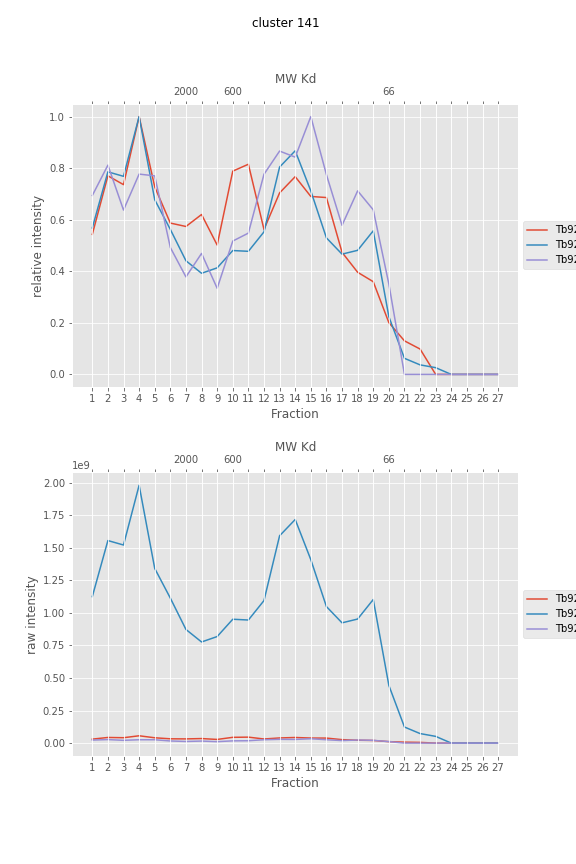 cluster 141
MW Kd
2000 600 66
1.0
0.8
0.6
0.4
0.2
0.0
relative intensity
Tb92
Tb92
Tb92
1 2 3 4 5 6 7 8 9 10 11 12 13 14 15 16 17 18 19 20 21 22 23 24 25 26 27
Fraction
MW Kd
1e9
2000 600 66
2.00
1.75
1.50
1.25
1.00
0.75
0.50
0.25
0.00
raw intensity
Tb92
Tb92
Tb92
1 2 3 4 5 6 7 8 9 10 11 12 13 14 15 16 17 18 19 20 21 22 23 24 25 26 27
Fraction